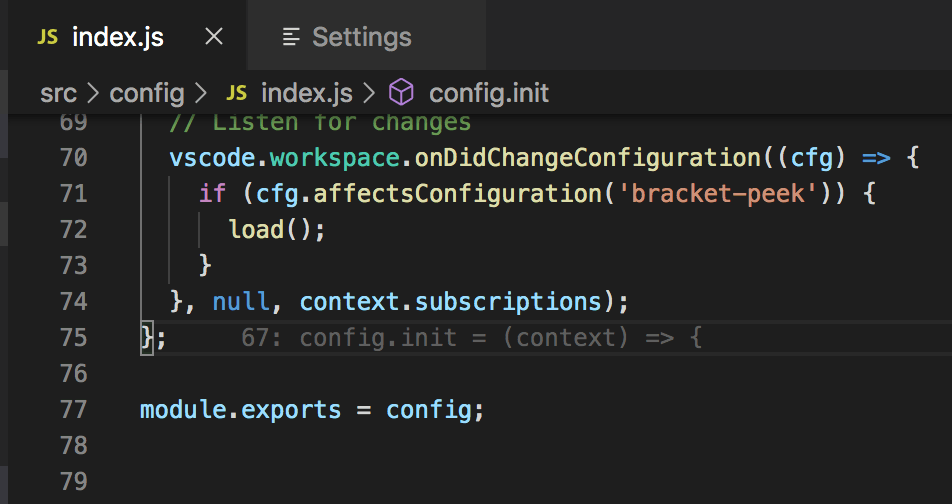 JS index.js × Settings
src > config > JS index.js > config.init
69 // Listen for changes
70 vscode.workspace.onDidChangeConfiguration((cfg) => {
71 if (cfg.affectsConfiguration('bracket-peek')) {
72 load();
73 }
74 }, null, context.subscriptions);
75 }; 67: config.init = (context) => {
76
77 module.exports = config;
78
79